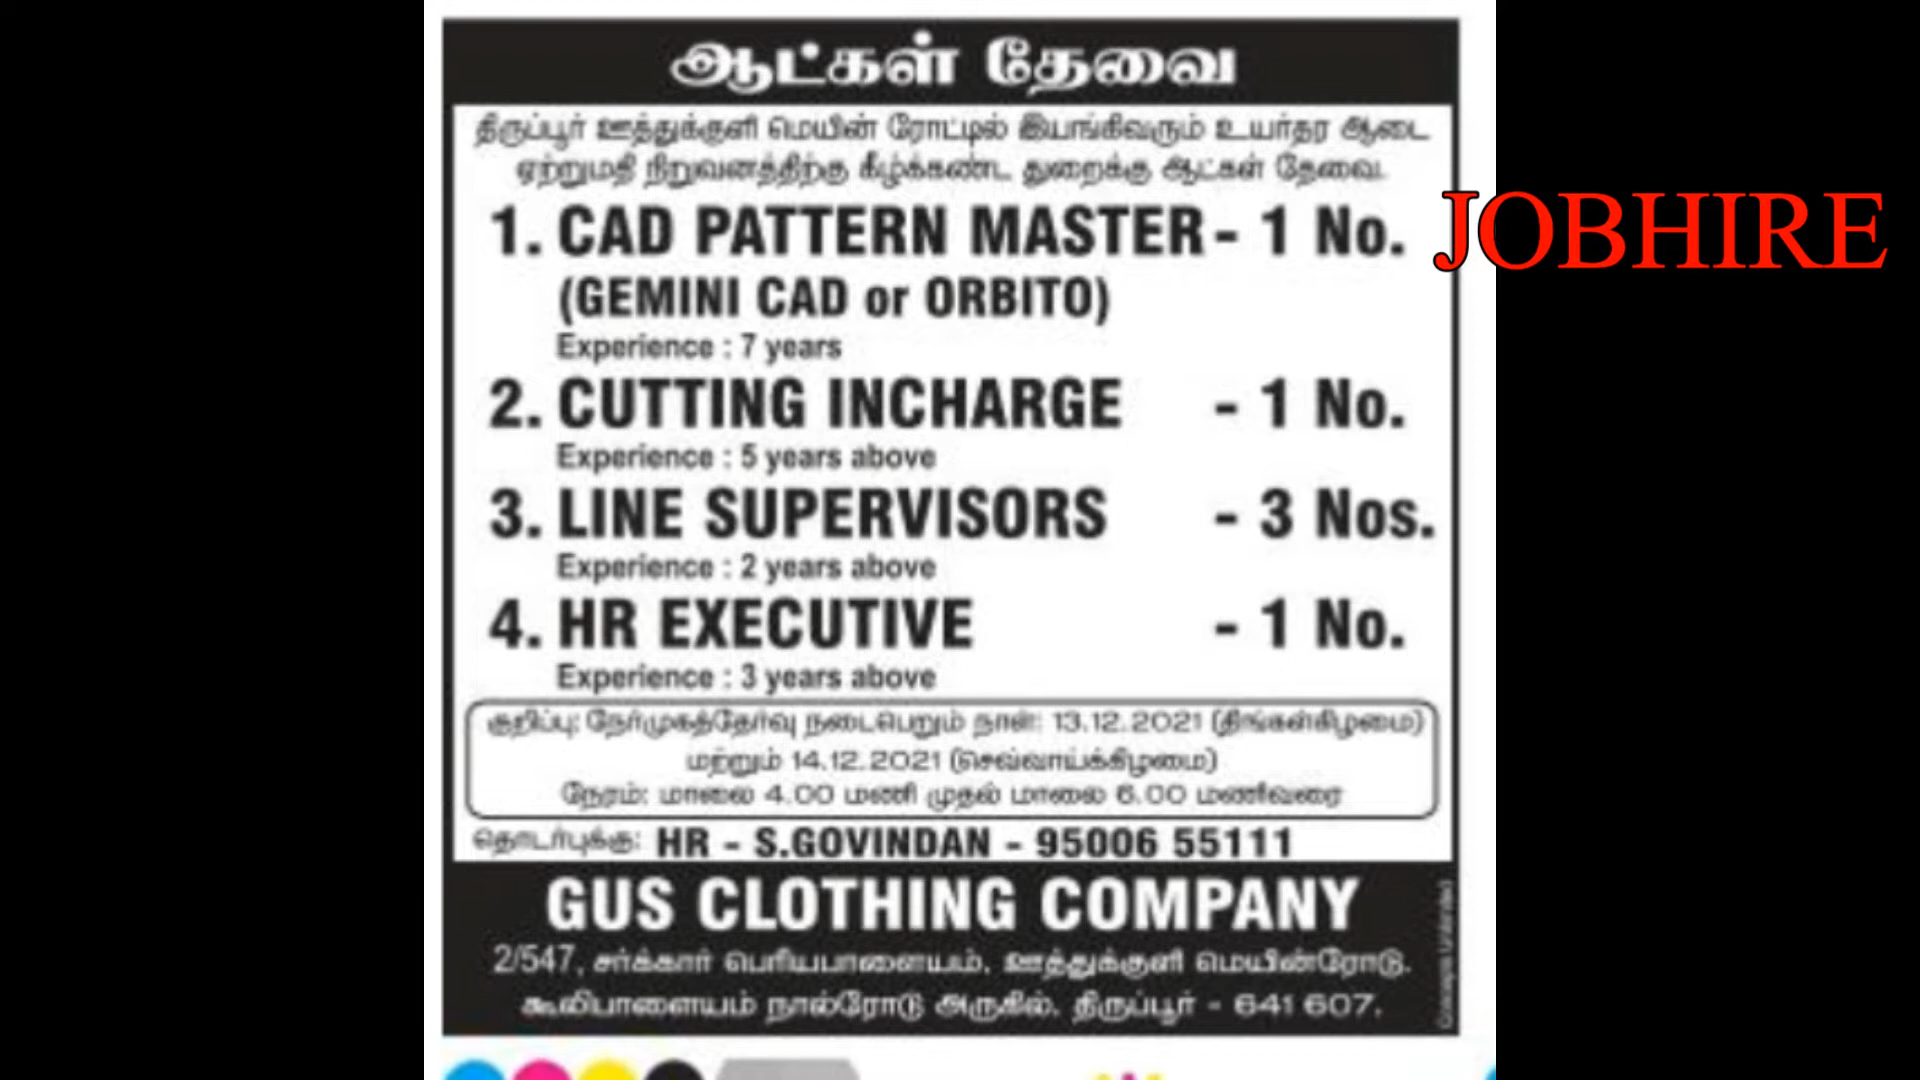 ஆட்கள் தேவை
திருப்பூர் ஊத்துக்குளி மெயின் ரோட்டில் இயங்கிவரும் உயர்தர ஆடை
ஏற்றுமதி நிறுவனத்திற்கு கீழ்க்கண்ட துறைக்கு ஆட்கள் தேவை.
1. CAD PATTERN MASTER - 1 No.
JOBHIRE
(GEMINI CAD or ORBITO)
Experience : 7 years
2. CUTTING INCHARGE - 1 No.
Experience : 5 years above
3. LINE SUPERVISORS - 3 Nos.
Experience : 2 years above
4. HR EXECUTIVE - 1 No.
Experience : 3 years above
குறிப்பு: நேர்முகத்தேர்வு நடைபெறும் நாள்: 13.12.2021 (திங்கள்கிழமை)
மற்றும் 14.12.2021 (செவ்வாய்க்கிழமை)
நேரம்: மாலை 4.00 மணி முதல் மாலை 6.00 மணிவரை
தொடர்புக்கு: HR - S.GOVINDAN - 95006 55111
GUS CLOTHING COMPANY
2/547, சர்க்கார் பெரியபாளையம், ஊத்துக்குளி மெயின்ரோடு,
கூலிபாளையம் நால்ரோடு அருகில், திருப்பூர் - 641 607.